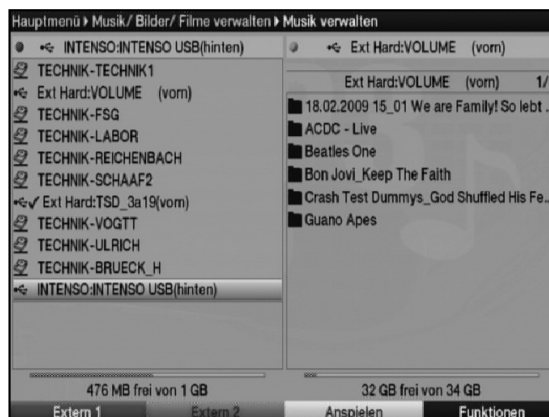 Hauptmenü Musik/ Bilder/ Filme verwalten Musik verwalten
INTENSO:INTENSO USB(hinten)
TECHNIK-TECHNIK1
Ext Hard:VOLUME (vorn)
TECHNIK-FSG
TECHNIK-LABOR
TECHNIK-REICHENBACH
TECHNIK-SCHAAF2
✓ Ext Hard:TSD_3a19(vorn)
TECHNIK-VOGTT
TECHNIK-ULRICH
TECHNIK-BRUECK_H
INTENSO:INTENSO USB(hinten)
476 MB frei von 1 GB
Ext Hard:VOLUME (vorn)
Ext Hard:VOLUME (vorn) 1/
18.02.2009 15_01 We are Family! So lebt .
ACDC - Live
Beatles One
Bon Jovi_Keep The Faith
Crash Test Dummys_God Shuffled His Fe..
Guano Apes
32 GB frei von 34 GB
Extern 1 Extern 2 Anspielen Funktionen